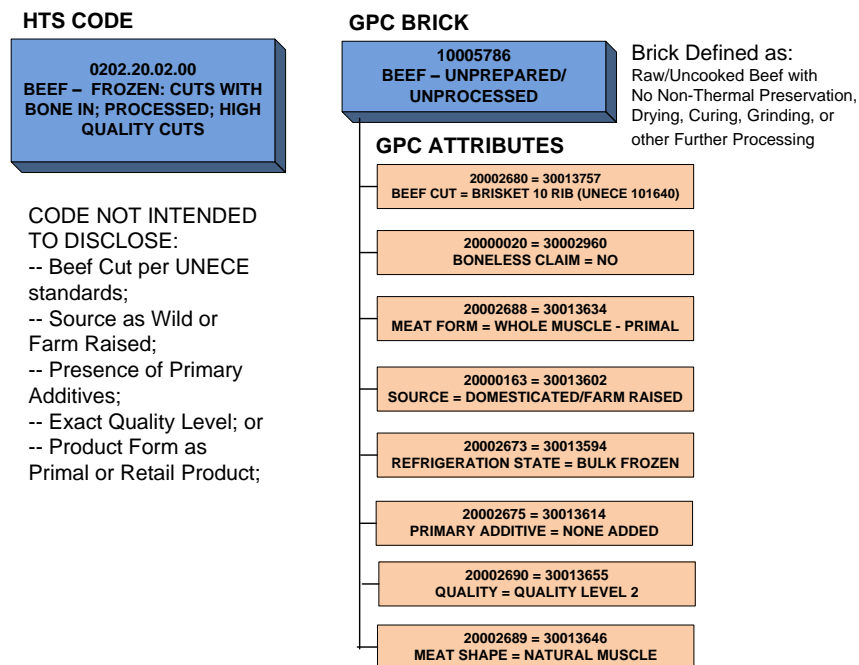 HTS CODE
0202.20.02.00
BEEF – FROZEN: CUTS WITH
BONE IN; PROCESSED; HIGH
QUALITY CUTS
CODE NOT INTENDED
TO DISCLOSE:
-- Beef Cut per UNECE
standards;
-- Source as Wild or
Farm Raised;
-- Presence of Primary
Additives;
-- Exact Quality Level; or
-- Product Form as
Primal or Retail Product;
GPC BRICK
10005786
BEEF – UNPREPARED/
UNPROCESSED
Brick Defined as:
Raw/Uncooked Beef with
No Non-Thermal Preservation,
Drying, Curing, Grinding, or
other Further Processing
GPC ATTRIBUTES
20002680 = 30013757
BEEF CUT = BRISKET 10 RIB (UNECE 101640)
20000020 = 30002960
BONELESS CLAIM = NO
20002688 = 30013634
MEAT FORM = WHOLE MUSCLE - PRIMAL
20000163 = 30013602
SOURCE = DOMESTICATED/FARM RAISED
20002673 = 30013594
REFRIGERATION STATE = BULK FROZEN
20002675 = 30013614
PRIMARY ADDITIVE = NONE ADDED
20002690 = 30013655
QUALITY = QUALITY LEVEL 2
20002689 = 30013646
MEAT SHAPE = NATURAL MUSCLE